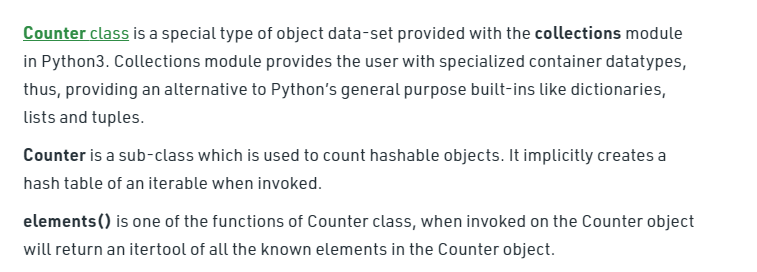 Counter class is a special type of object data-set provided with the collections module
in Python3. Collections module provides the user with specialized container datatypes,
thus, providing an alternative to Python's general purpose built-ins like dictionaries,
lists and tuples.
Counter is a sub-class which is used to count hashable objects. It implicitly creates a
hash table of an iterable when invoked.
elements() is one of the functions of Counter class, when invoked on the Counter object
will return an itertool of all the known elements in the Counter object.